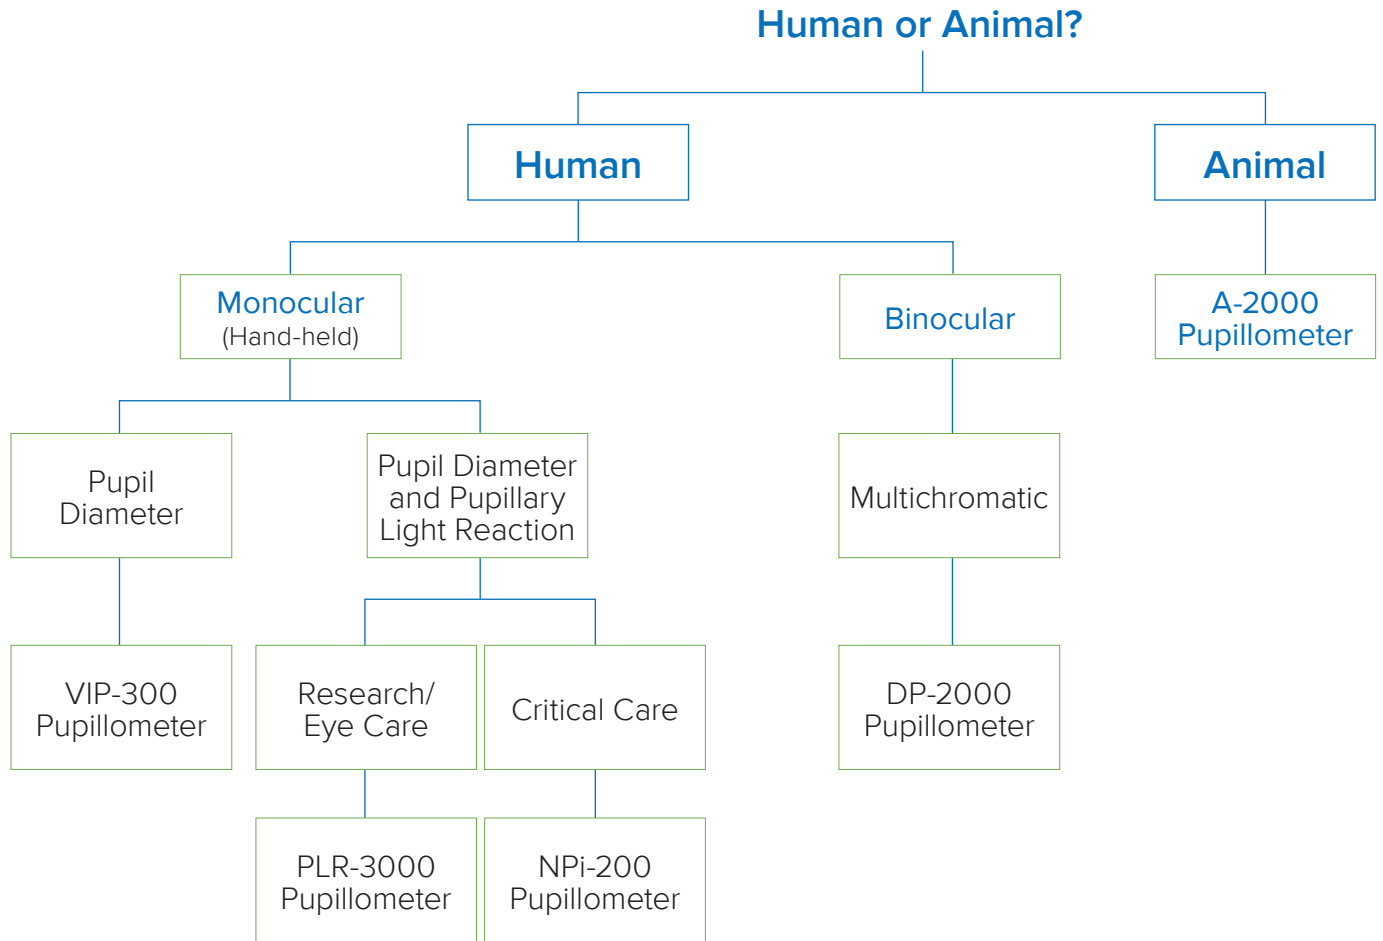 Human or Animal?
Human
Animal
Monocular
(Hand-held)
Binocular
A-2000
Pupillometer
Pupil
Diameter
Pupil Diameter
and Pupillary
Light Reaction
Multichromatic
VIP-300
Pupillometer
Research/
Eye Care
Critical Care
DP-2000
Pupillometer
PLR-3000
Pupillometer
NPi-200
Pupillometer